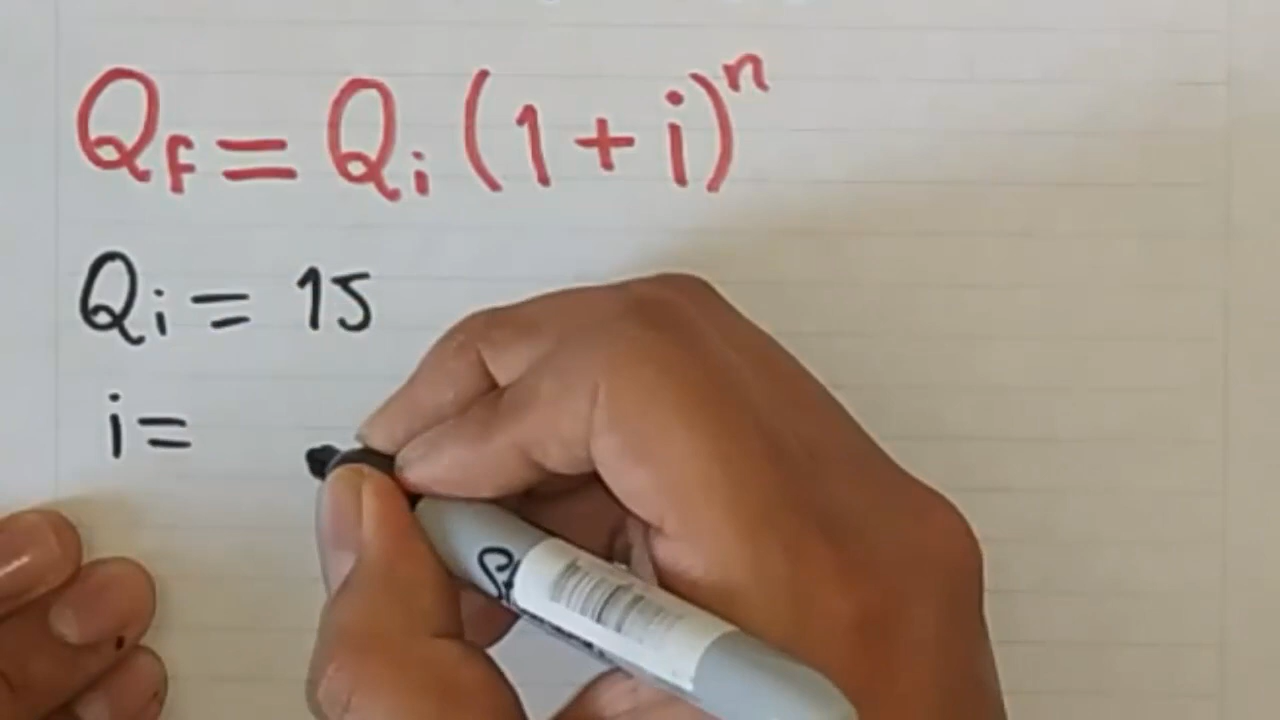 Qf = Qi (1 + i)^n
Qi = 15
i =